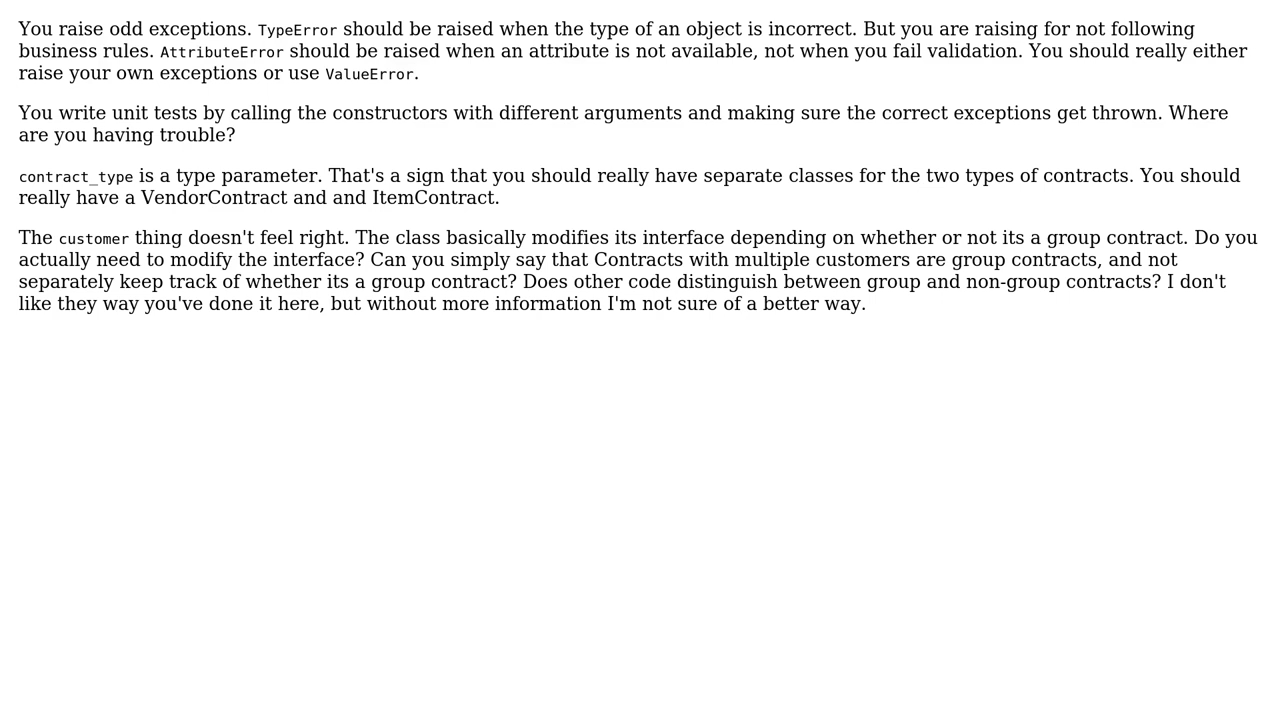 You raise odd exceptions. TypeError should be raised when the type of an object is incorrect. But you are raising for not following
business rules. AttributeError should be raised when an attribute is not available, not when you fail validation. You should really either
raise your own exceptions or use ValueError.
You write unit tests by calling the constructors with different arguments and making sure the correct exceptions get thrown. Where
are you having trouble?
contract_type is a type parameter. That's a sign that you should really have separate classes for the two types of contracts. You should
really have a VendorContract and and ItemContract.
The customer thing doesn't feel right. The class basically modifies its interface depending on whether or not its a group contract. Do you
actually need to modify the interface? Can you simply say that Contracts with multiple customers are group contracts, and not
separately keep track of whether its a group contract? Does other code distinguish between group and non-group contracts? I don't
like they way you've done it here, but without more information I'm not sure of a better way.